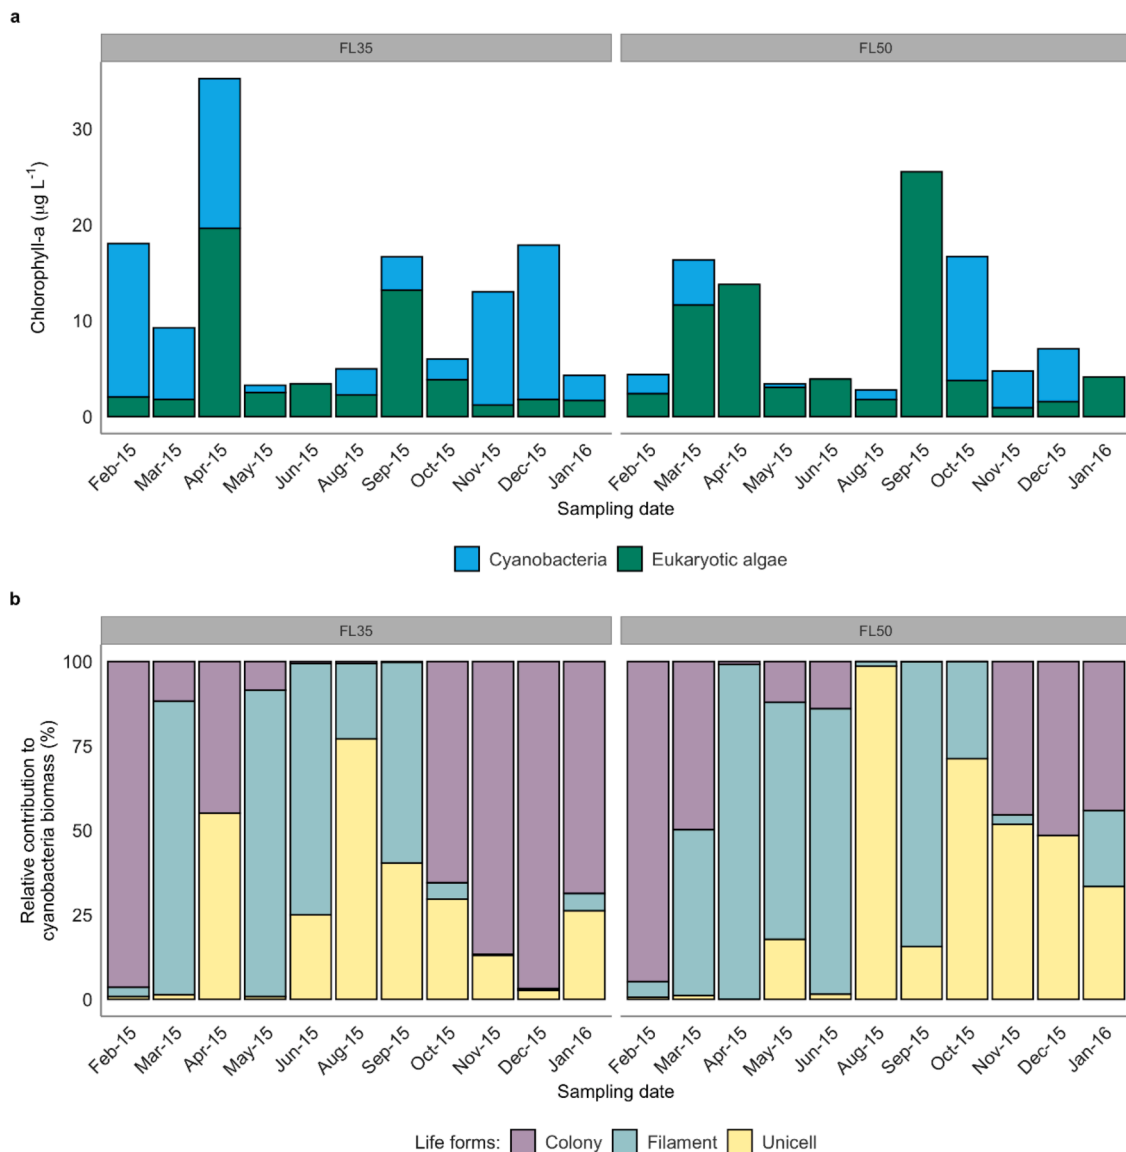 a
FL35 FL50
Chlorophyll-a (μg L⁻¹)
30
20
10
0
Feb-15 Mar-15 Apr-15 May-15 Jun-15 Aug-15 Sep-15 Oct-15 Nov-15 Dec-15 Jan-16 Feb-15 Mar-15 Apr-15 May-15 Jun-15 Aug-15 Sep-15 Oct-15 Nov-15 Dec-15 Jan-16
Sampling date Sampling date
Cyanobacteria Eukaryotic algae
b
FL35 FL50
Relative contribution to
cyanobacteria biomass (%)
100
75
50
25
0
Feb-15 Mar-15 Apr-15 May-15 Jun-15 Aug-15 Sep-15 Oct-15 Nov-15 Dec-15 Jan-16 Feb-15 Mar-15 Apr-15 May-15 Jun-15 Aug-15 Sep-15 Oct-15 Nov-15 Dec-15 Jan-16
Sampling date
Life forms: Colony Filament Unicell